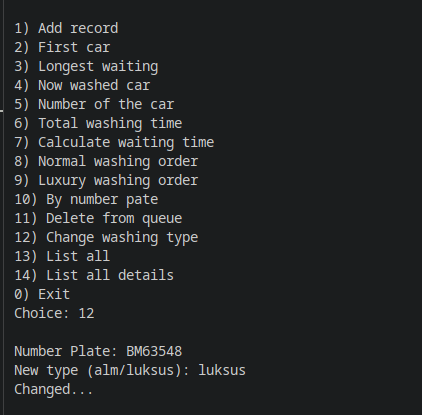 1) Add record
2) First car
3) Longest waiting
4) Now washed car
5) Number of the car
6) Total washing time
7) Calculate waiting time
8) Normal washing order
9) Luxury washing order
10) By number pate
11) Delete from queue
12) Change washing type
13) List all
14) List all details
0) Exit
Choice: 12
Number Plate: BM63548
New type (alm/luksus): luksus
Changed...